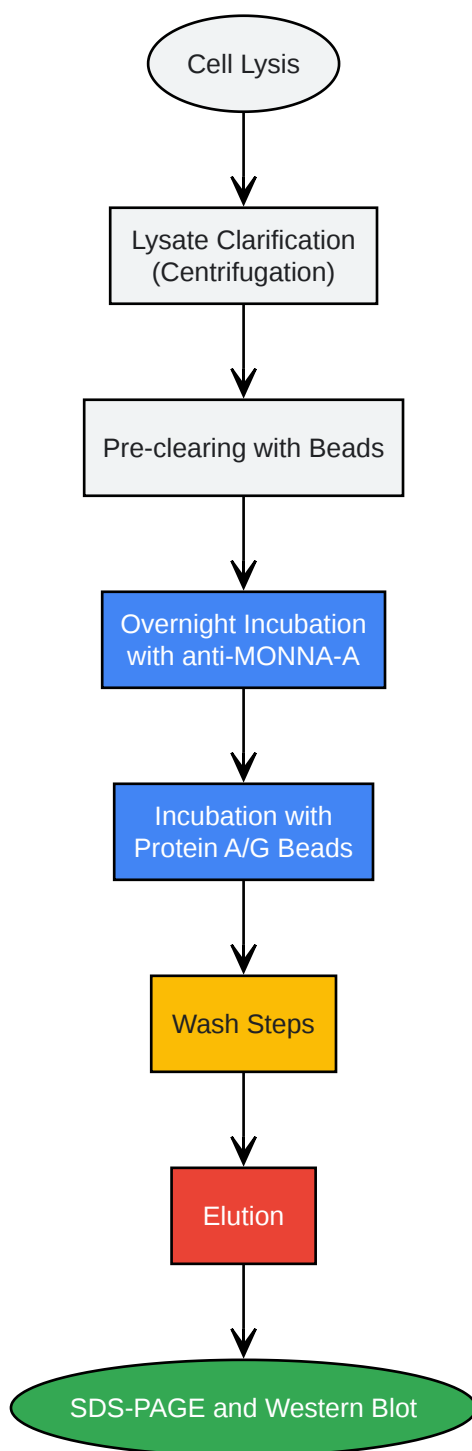 Cell Lysis
Lysate Clarification
(Centrifugation)
Pre-clearing with Beads
Overnight Incubation
with anti-MONNA-A
Incubation with
Protein A/G Beads
Wash Steps
Elution
SDS-PAGE and Western Blot